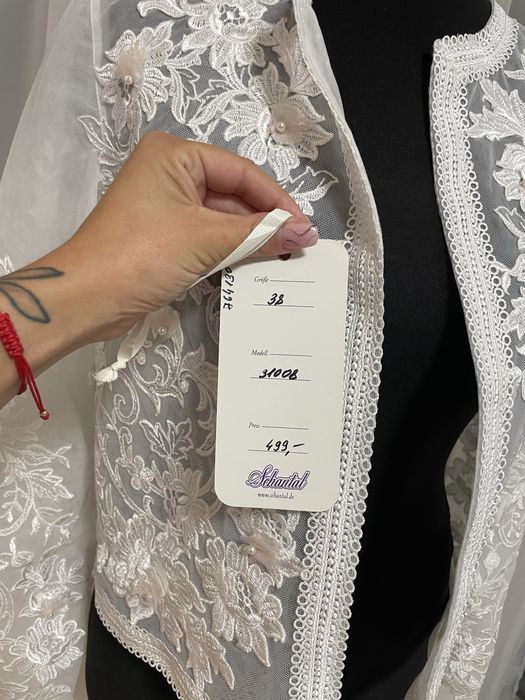 Größe
38
Modell
3100B
Preis
499,-
Schantal
www.schantal.de